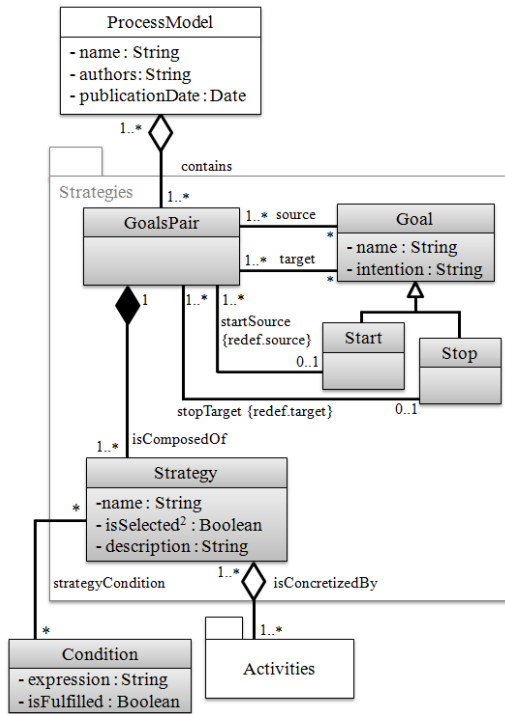 ProcessModel
- name : String
- authors: String
- publicationDate : Date
1..*
contains
1..*
Strategies
GoalsPair
1..* source
*
Goal
- name : String
- intention : String
1..* target
*
1
1..*
1..*
startSource
{redef.source}
0..1
Start
Stop
stopTarget {redef.target}
0..1
isComposedOf
1..*
Strategy
-name : String
- isSelected² : Boolean
- description : String
*
strategyCondition
1..*
isConcretizedBy
*
1..*
Condition
- expression : String
- isFulfilled : Boolean
Activities